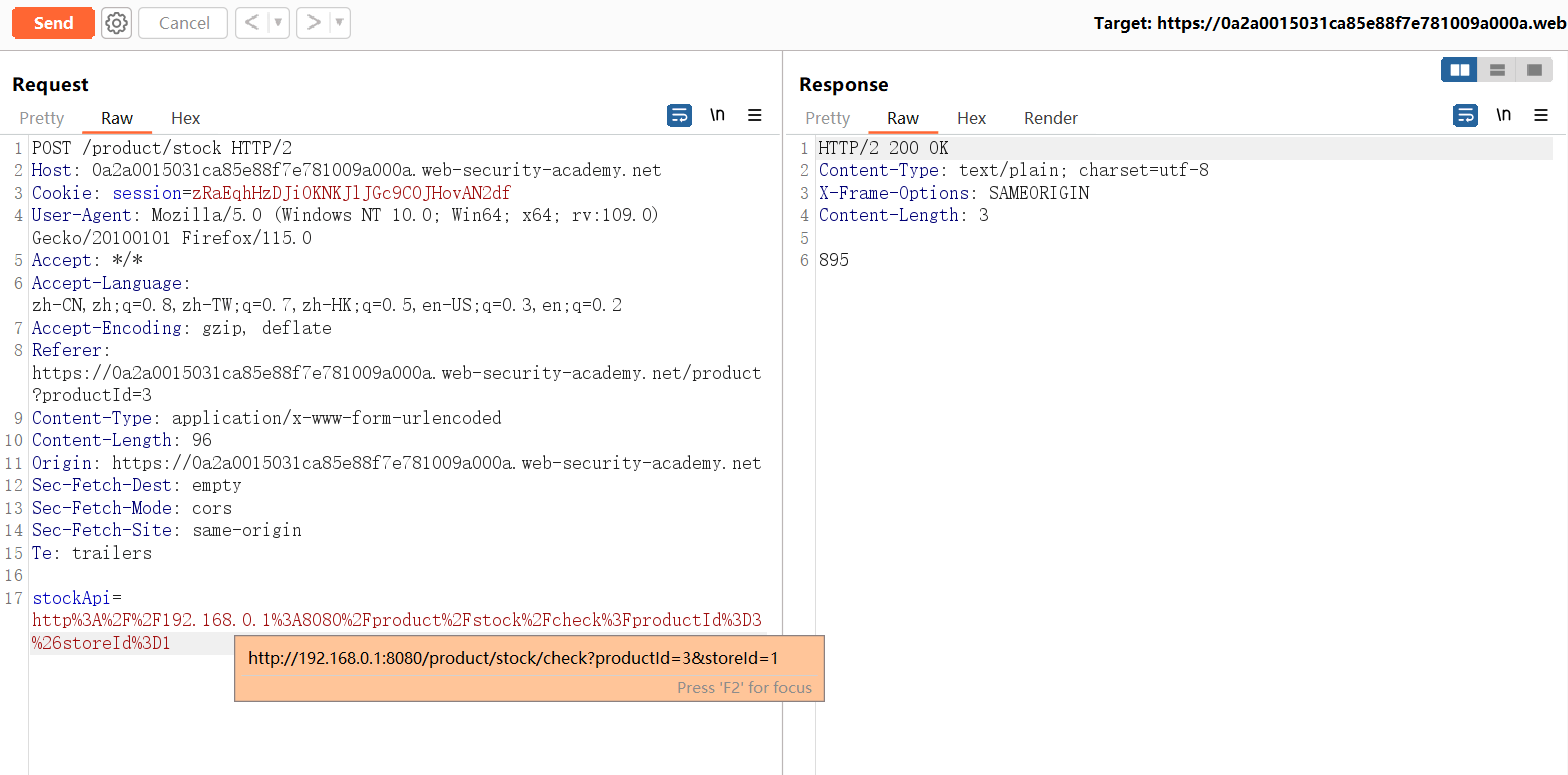 Send
Cancel
<
>
Target: https://0a2a0015031ca85e88f7e781009a000a.web
Request
Pretty Raw Hex
\n
1 POST /product/stock HTTP/2
2 Host: 0a2a0015031ca85e88f7e781009a000a.web-security-academy.net
3 Cookie: session=zRaEqhHzDJiOKNKJlJGc9COJHovAN2df
4 User-Agent: Mozilla/5.0 (Windows NT 10.0; Win64; x64; rv:109.0)
Gecko/20100101 Firefox/115.0
5 Accept: */*
6 Accept-Language:
zh-CN,zh;q=0.8,zh-TW;q=0.7,zh-HK;q=0.5,en-US;q=0.3,en;q=0.2
7 Accept-Encoding: gzip, deflate
8 Referer:
https://0a2a0015031ca85e88f7e781009a000a.web-security-academy.net/product
?productId=3
9 Content-Type: application/x-www-form-urlencoded
10 Content-Length: 96
11 Origin: https://0a2a0015031ca85e88f7e781009a000a.web-security-academy.net
12 Sec-Fetch-Dest: empty
13 Sec-Fetch-Mode: cors
14 Sec-Fetch-Site: same-origin
15 Te: trailers
16
17 stockApi=
http%3A%2F%2F192.168.0.1%3A8080%2Fproduct%2Fstock%2Fcheck%3FproductId%3D3
%26storeId%3D1
http://192.168.0.1:8080/product/stock/check?productId=3&storeId=1
Press 'F2' for focus
Response
Pretty Raw Hex Render
\n
1 HTTP/2 200 OK
2 Content-Type: text/plain; charset=utf-8
3 X-Frame-Options: SAMEORIGIN
4 Content-Length: 3
5
6 895